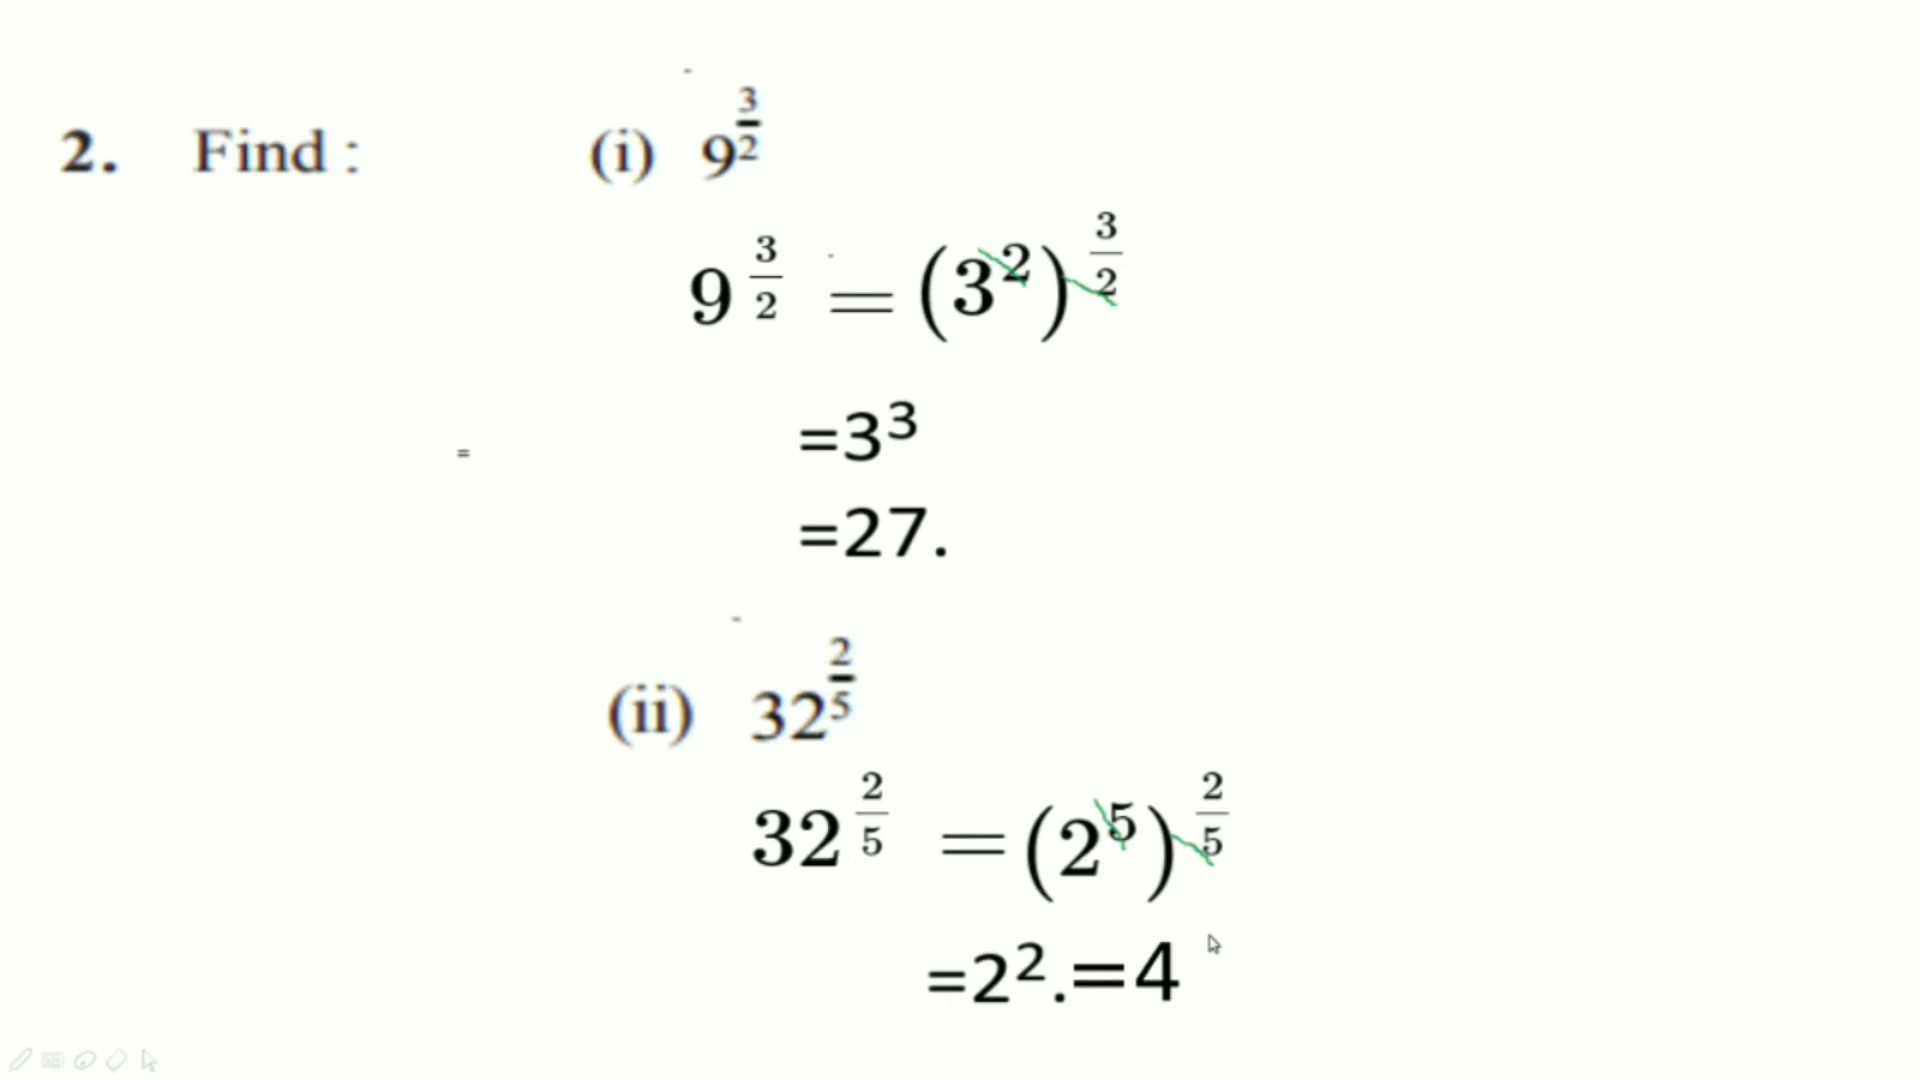 2. Find : (i) 9^(3/2)
9^(3/2) = (3^2)^(3/2)
=3^3
=
=27.
(ii) 32^(2/5)
32^(2/5) = (2^5)^(2/5)
=2^2.=4